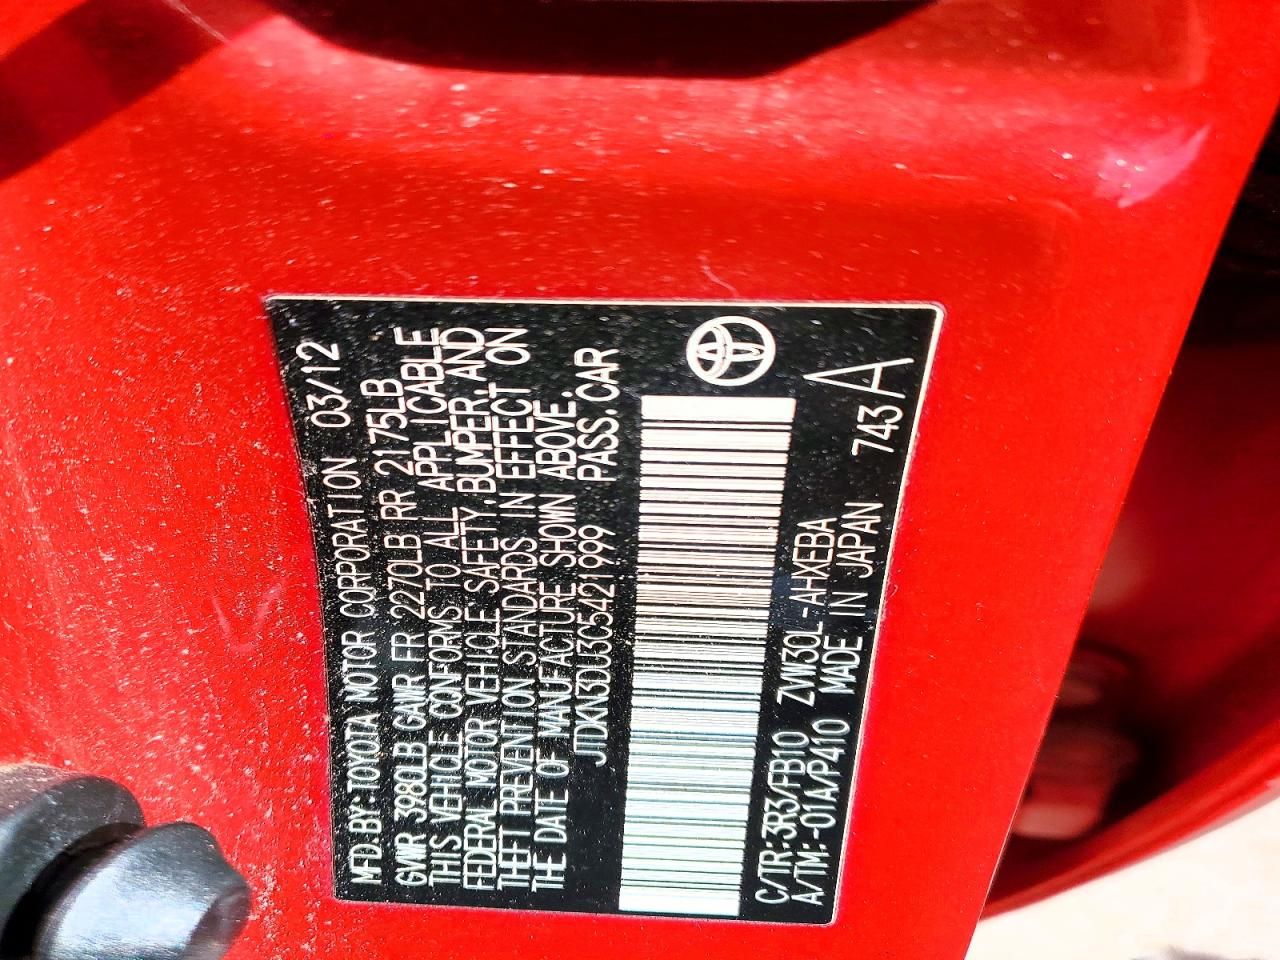 MFD.BY:TOYOTA MOTOR CORPORATION 03/12
GVWR 3980LB GAWR FR 2270LB RR 2175LB
THIS VEHICLE CONFORMS TO ALL APPLICABLE
FEDERAL MOTOR VEHICLE SAFETY,BUMPER,AND
THEFT PREVENTION STANDARDS IN EFFECT ON
THE DATE OF MANUFACTURE SHOWN ABOVE.
JTDKN3DU3C5421999 PASS.CAR
C/TR:3R3/FB10 ZVW30L-AHXEBA
A/TM:-01A/P410 MADE IN JAPAN 743 A